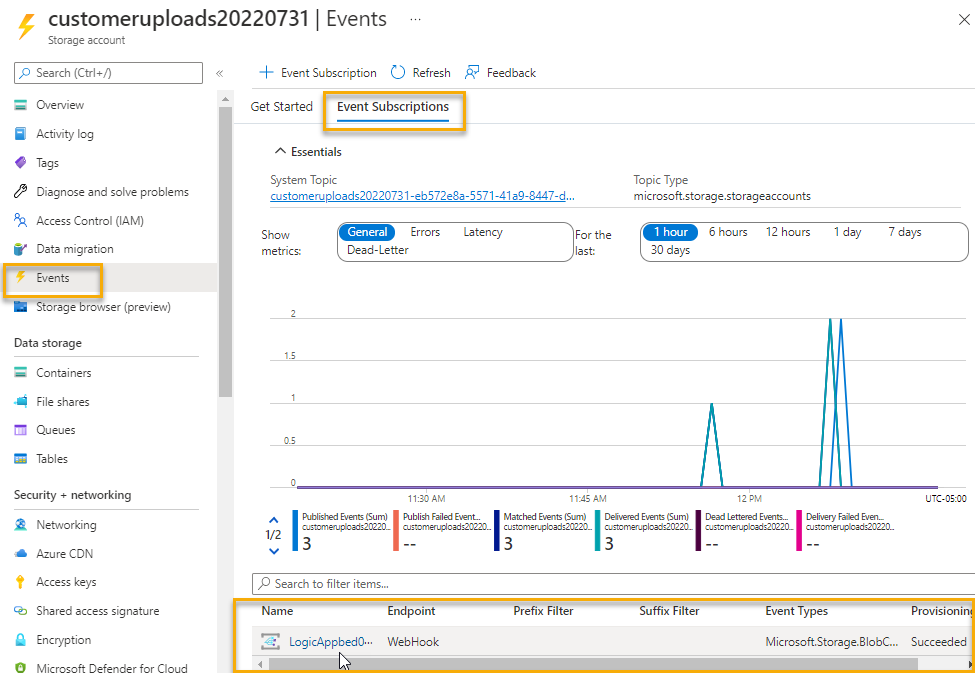 customeruploads20220731 | Events ...
Storage account
Search (Ctrl+/)
«
Overview
Activity log
Tags
Diagnose and solve problems
Access Control (IAM)
Data migration
Events
Storage browser (preview)
Data storage
Containers
File shares
Queues
Tables
Security + networking
Networking
Azure CDN
Access keys
Shared access signature
Encryption
Microsoft Defender for Cloud
Event Subscription Refresh Feedback
Get Started Event Subscriptions
Essentials
System Topic
customeruploads20220731-eb572e8a-5571-41a9-8447-d...
Topic Type
microsoft.storage.storageaccounts
Show
metrics:
General Errors Latency
Dead-Letter
For the
last:
1 hour 6 hours 12 hours 1 day 7 days
30 days
2
1.5
1
0.5
0
11:30 AM 11:45 AM 12 PM UTC-05:00
1/2
Published Events (Sum)
customeruploads20220..
3
Publish Failed Event...
customeruploads20220..
--
Matched Events (Sum)
customeruploads20220..
3
Delivered Events (Sum)
customeruploads20220..
3
Dead Lettered Events...
customeruploads20220..
--
Delivery Failed Even...
customeruploads20220..
--
Search to filter items...
Name Endpoint Prefix Filter Suffix Filter Event Types Provisioning
LogicAppbed0... WebHook Microsoft.Storage.BlobC... Succeeded